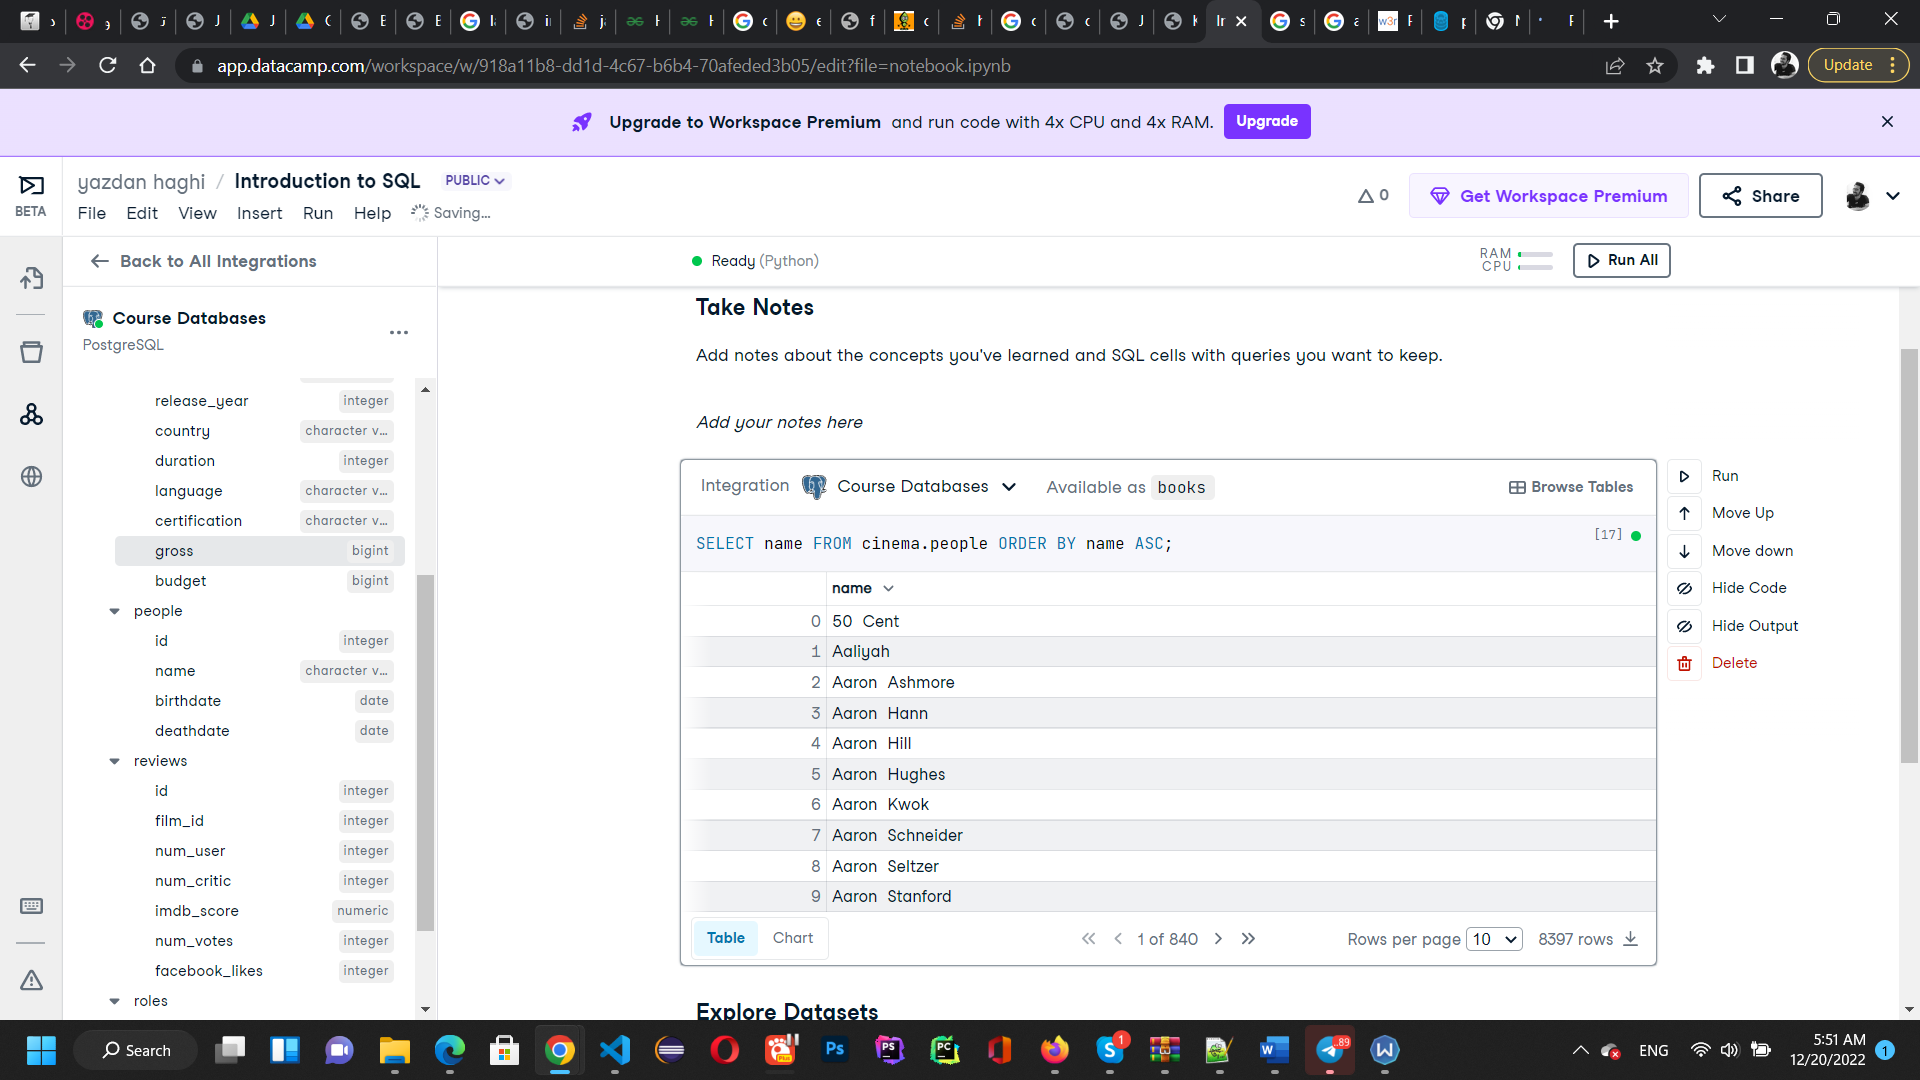 app.datacamp.com/workspace/w/918a11b8-dd1d-4c67-b6b4-70afeded3b05/edit?file=notebook.ipynb
Update
Upgrade to Workspace Premium and run code with 4x CPU and 4x RAM. Upgrade
BETA
yazdan haghi / Introduction to SQL PUBLIC
File Edit View Insert Run Help Saving...
0
Get Workspace Premium
Share
Back to All Integrations
Ready (Python)
RAM
CPU
Run All
Course Databases
PostgreSQL
release_year integer
country character v...
duration integer
language character v...
certification character v...
gross bigint
budget bigint
people
id integer
name character v...
birthdate date
deathdate date
reviews
id integer
film_id integer
num_user integer
num_critic integer
imdb_score numeric
num_votes integer
facebook_likes integer
roles
Take Notes
Add notes about the concepts you've learned and SQL cells with queries you want to keep.
Add your notes here
Integration Course Databases Available as books Browse Tables
SELECT name FROM cinema.people ORDER BY name ASC;
[17]
name
0 50 Cent
1 Aaliyah
2 Aaron Ashmore
3 Aaron Hann
4 Aaron Hill
5 Aaron Hughes
6 Aaron Kwok
7 Aaron Schneider
8 Aaron Seltzer
9 Aaron Stanford
Table Chart
1 of 840
Rows per page 10 8397 rows
Run
Move Up
Move down
Hide Code
Hide Output
Delete
Explore Datasets
Search
ENG
5:51 AM
12/20/2022
1